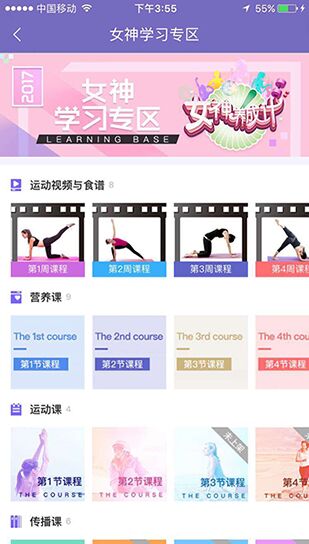 中国移动
下午3:55
55%
女神学习专区
2017
女神
学习专区
LEARNING BASE
女神养成计
运动视频与食谱 8
第1周课程
第2周课程
第3周课程
第4周课程
营养课 9
The 1st course
第1节课程
The 2nd course
第2节课程
The 3rd course
第3节课程
The 4th course
第4节课程
运动课 4
第1节课程
THE COURSE
第2节课程
THE COURSE
未上架
第3节课程
THE COURSE
第4节课程
THE COURS
传播课 6